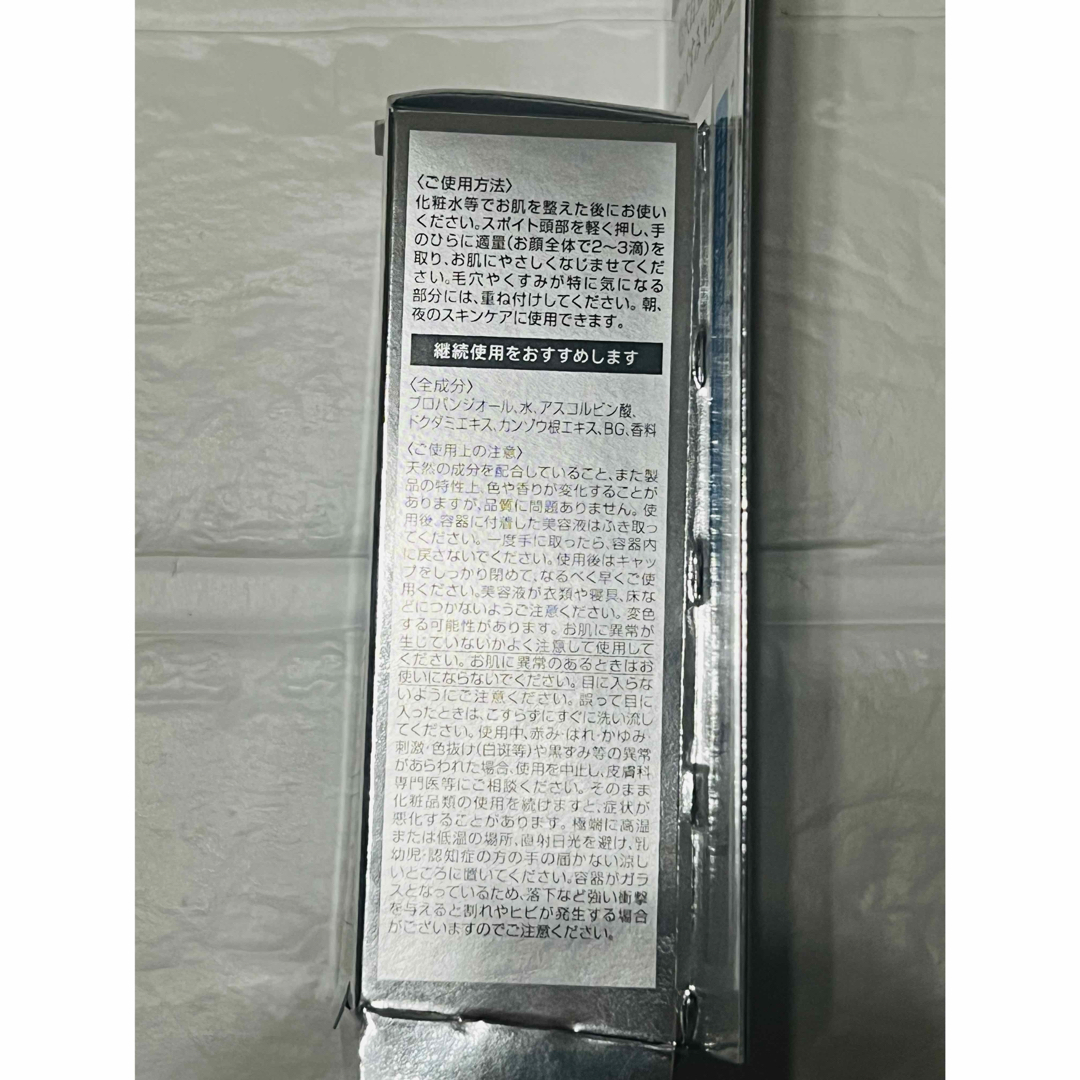 〈ご使用方法〉
化粧水等でお肌を整えた後にお使い
ください。スポイト頭部を軽く押し、手
のひらに適量(お顔全体で2〜3滴)を
取り、お肌にやさしくなじませてくだ
さい。毛穴やくすみが特に気になる
部分には、重ね付けしてください。朝、
夜のスキンケアに使用できます。
継続使用をおすすめします
〈全成分〉
プロパンジオール、水、アスコルビン酸、
ドクダミエキス、カンゾウ根エキス、BG、香料
〈ご使用上の注意〉
天然の成分を配合していること、また製
品の特性上、色や香りが変化することが
ありますが、品質に問題ありません。使
用後、容器に付着した美容液はふき取っ
てください。一度手に取ったら、容器内
に戻さないでください。使用後はキャッ
プをしっかり閉めて、なるべく早くご使
用ください。美容液が衣類や寝具、床な
どにつかないようご注意ください。変色
する可能性があります。お肌に異常が
生じていないかよく注意して使用して
ください。お肌に異常のあるときはお
使いにならないでください。目に入らな
いようにご注意ください。誤って目に
入ったときは、こすらずにすぐに洗い流し
てください。使用中、赤み・はれ・かゆみ・
刺激・色抜け(白斑等)や黒ずみ等の異常
があらわれた場合、使用を中止し、皮膚科
専門医等にご相談ください。そのまま
化粧品類の使用を続けますと、症状が
悪化することがあります。極端に高温
または低温の場所、直射日光を避け、乳
幼児・認知症の方の手の届かない涼し
いところに置いてください。容器がガラ
スとなっているため、落下など強い衝撃
を与えると割れやヒビが発生する場合
がございますのでご注意ください。